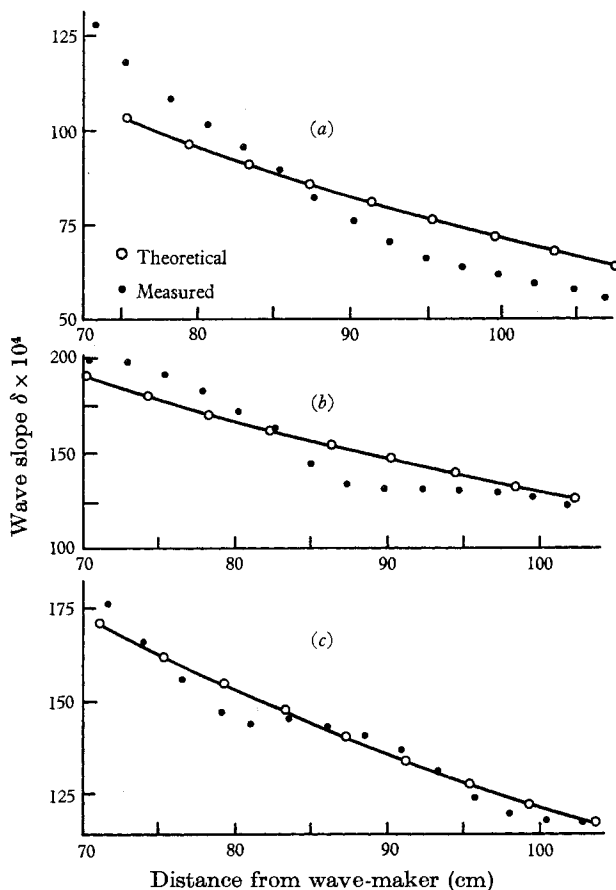 125
100
75
50
(a)
Theoretical
Measured
70 80 90 100
Wave slope δ × 10⁴
200
150
100
(b)
70 80 90 100
175
150
125
(c)
70 80 90 100
Distance from wave-maker (cm)